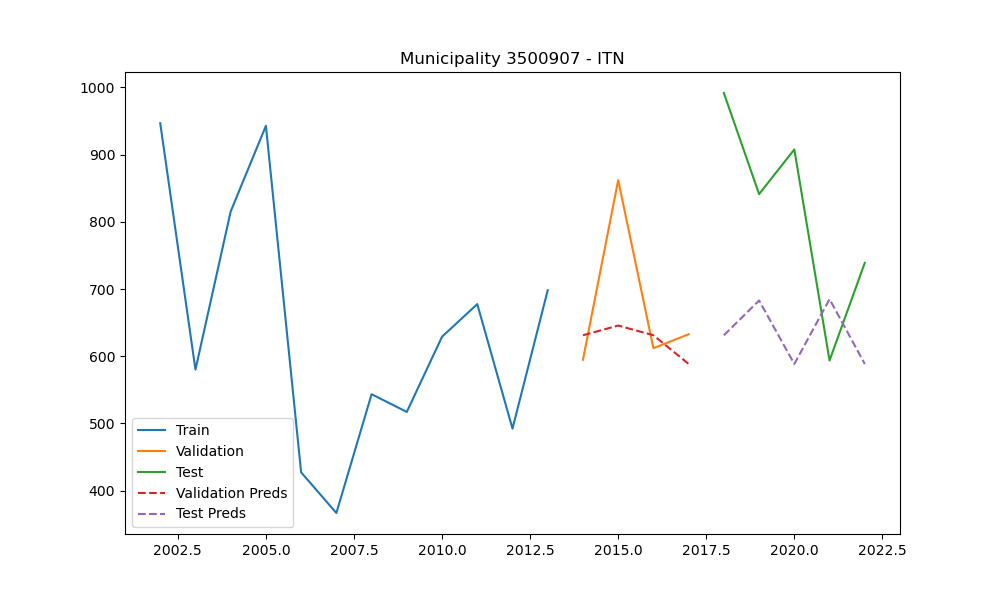 Municipality 3500907 - ITN
1000
900
800
700
600
500
400
Train
Validation
Test
Validation Preds
Test Preds
2002.5 2005.0 2007.5 2010.0 2012.5 2015.0 2017.5 2020.0 2022.5